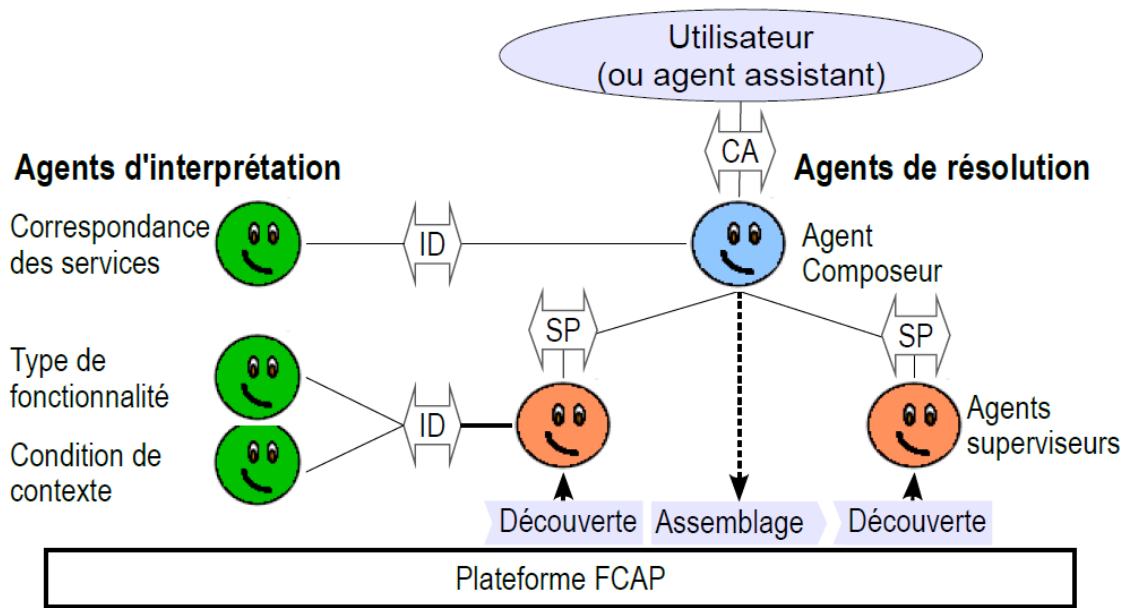 Utilisateur
(ou agent assistant)
CA
Agents d'interprétation
Agents de résolution
Correspondance
des services
ID
Agent
Composeur
SP
SP
Type de
fonctionnalité
ID
Agents
superviseurs
Condition de
contexte
Découverte
Assemblage
Découverte
Plateforme FCAP